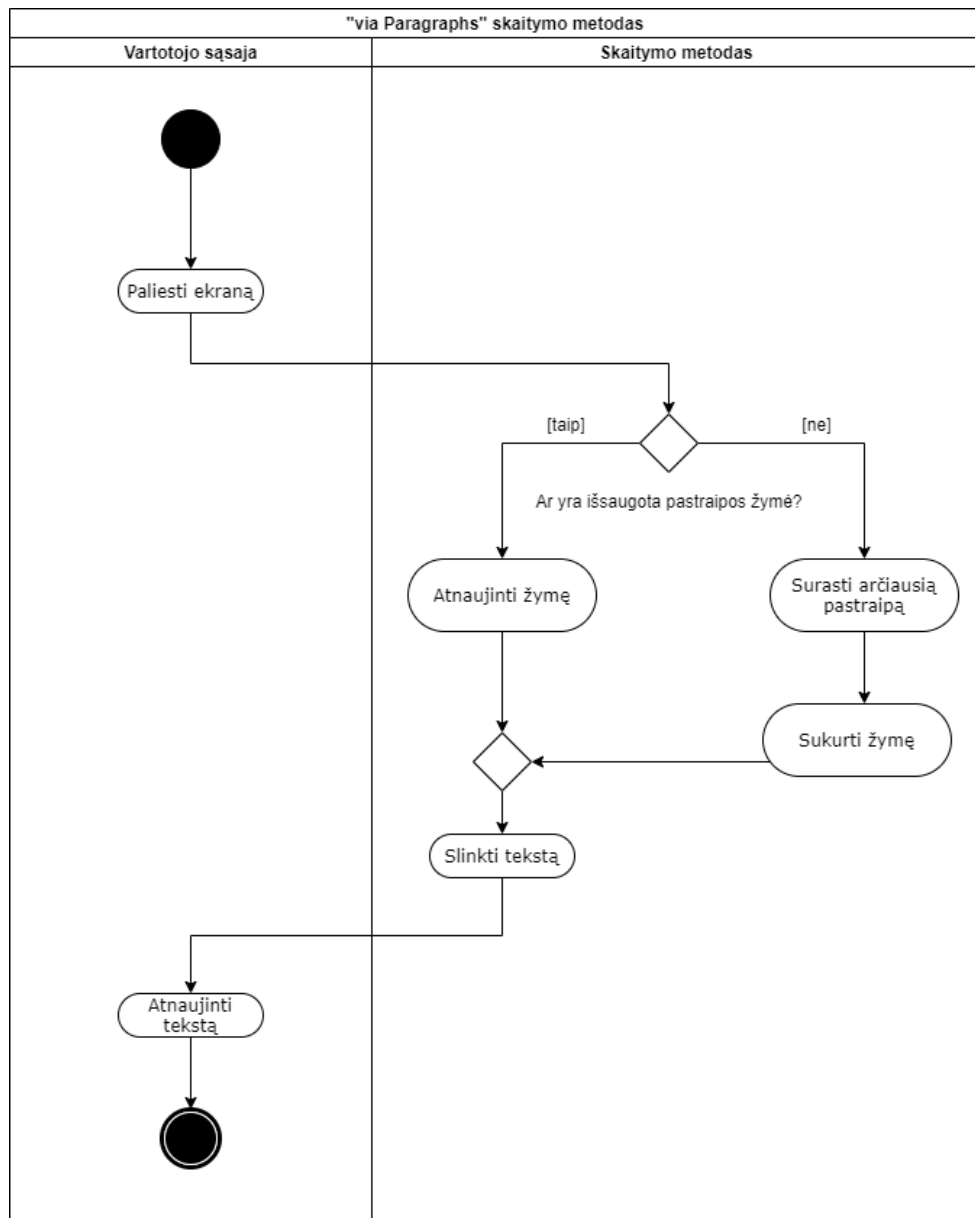 "via Paragraphs" skaitymo metodas
Vartotojo sąsaja
Skaitymo metodas
Paliesti ekraną
[taip]
[ne]
Ar yra išsaugota pastraipos žymė?
Atnaujinti žymę
Surasti arčiausią
pastraipą
Sukurti žymę
Slinkti tekstą
Atnaujinti
tekstą